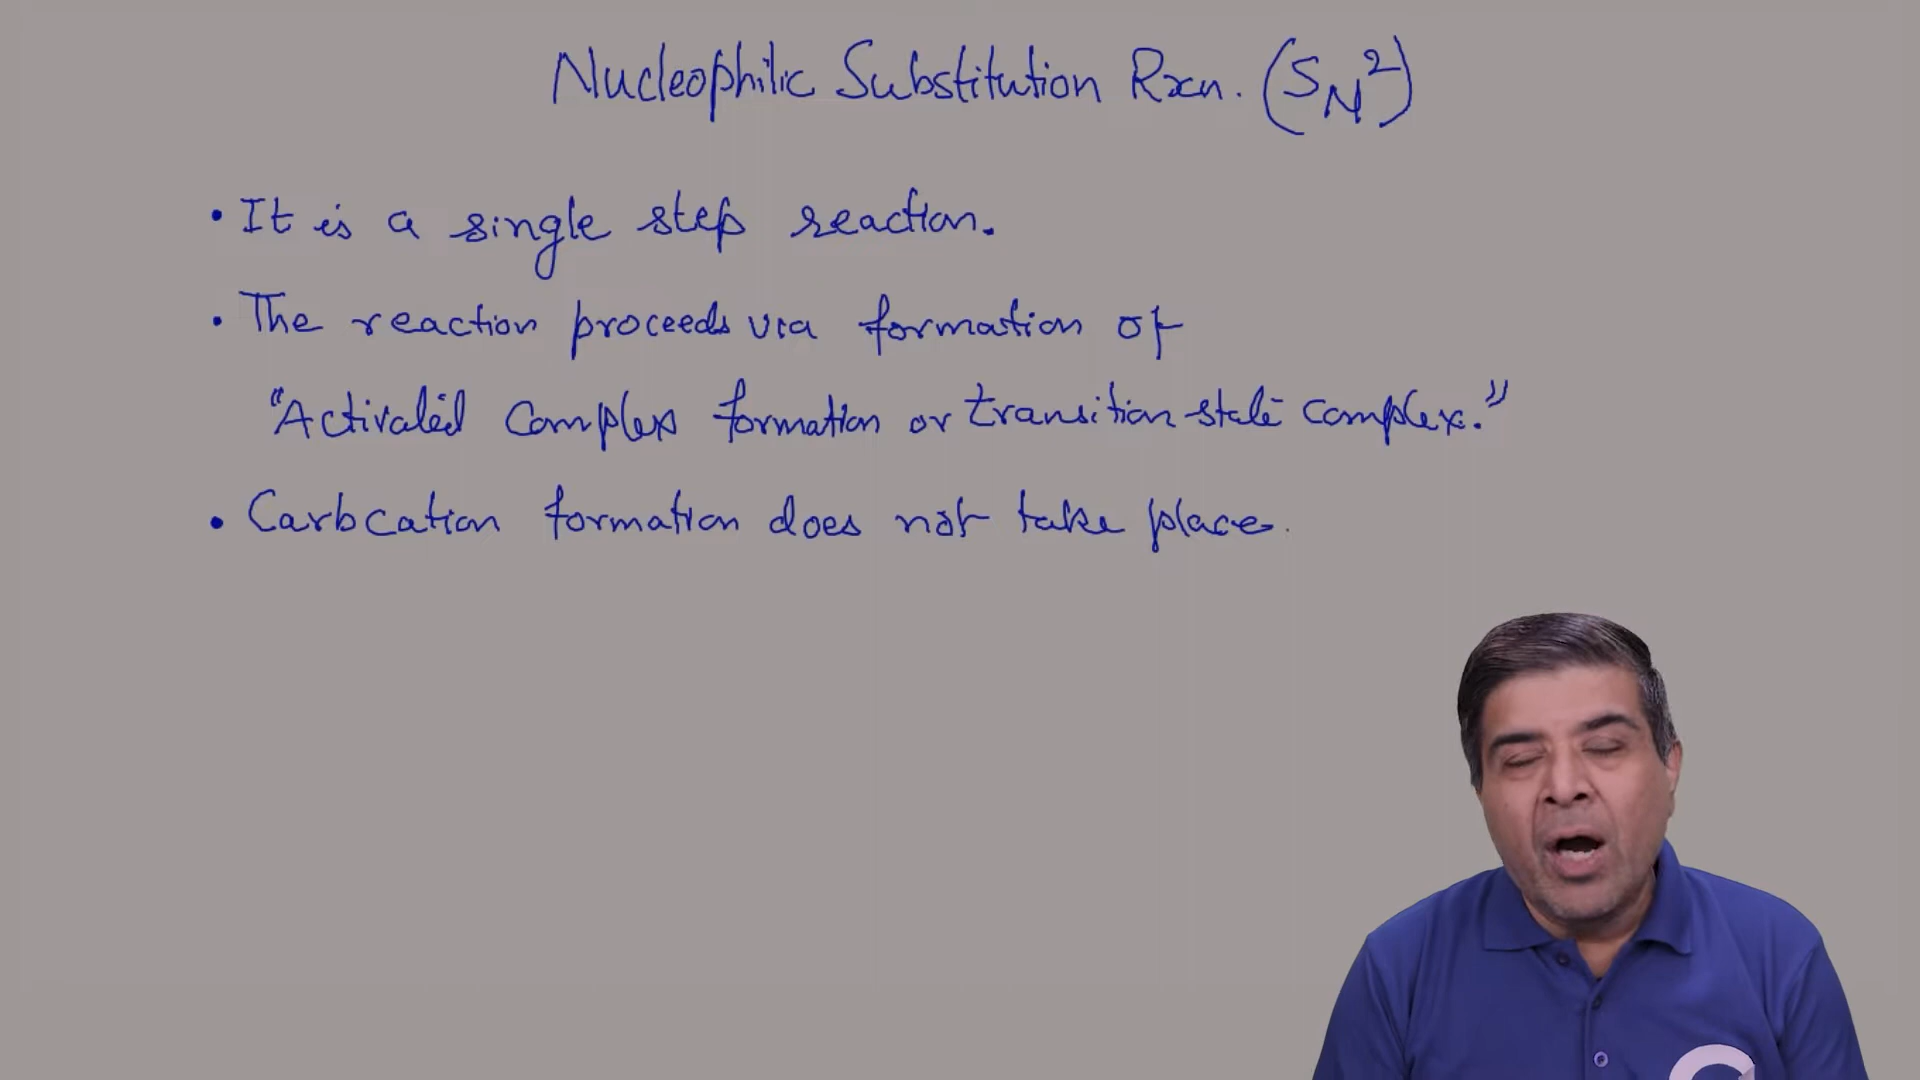 Nucleophilic Substitution Rxn. (SN2)
• It is a single step reaction.
• The reaction proceeds via formation of
"Activated Complex formation or transition state complex."
• Carbcation formation does not take place.